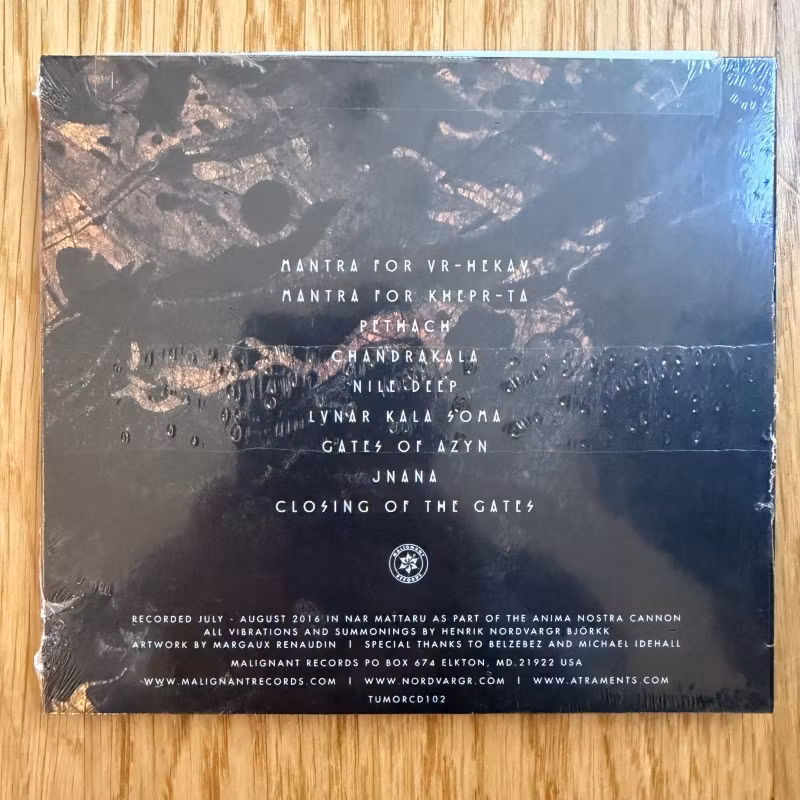 MANTRA FOR VR-HEKAV
MANTRA FOR KHEPR-TA
PETHACH
CHANDRAKALA
NILE DEEP
LVNAR KALA SOMA
GATES OF AZYN
JNANA
CLOSING OF THE GATES
MALIGNANT
RECORDS
RECORDED JULY - AUGUST 2016 IN NAR MATTARU AS PART OF THE ANIMA NOSTRA CANNON
ALL VIBRATIONS AND SUMMONINGS BY HENRIK NORDVARGR BJÖRKK
ARTWORK BY MARGAUX RENAUDIN | SPECIAL THANKS TO BELZEBEZ AND MICHAEL IDEHALL
MALIGNANT RECORDS PO BOX 674 ELKTON, MD.21922 USA
WWW.MALIGNANTRECORDS.COM | WWW.NORDVARGR.COM | WWW.ATRAMENTS.COM
TUMORCD102